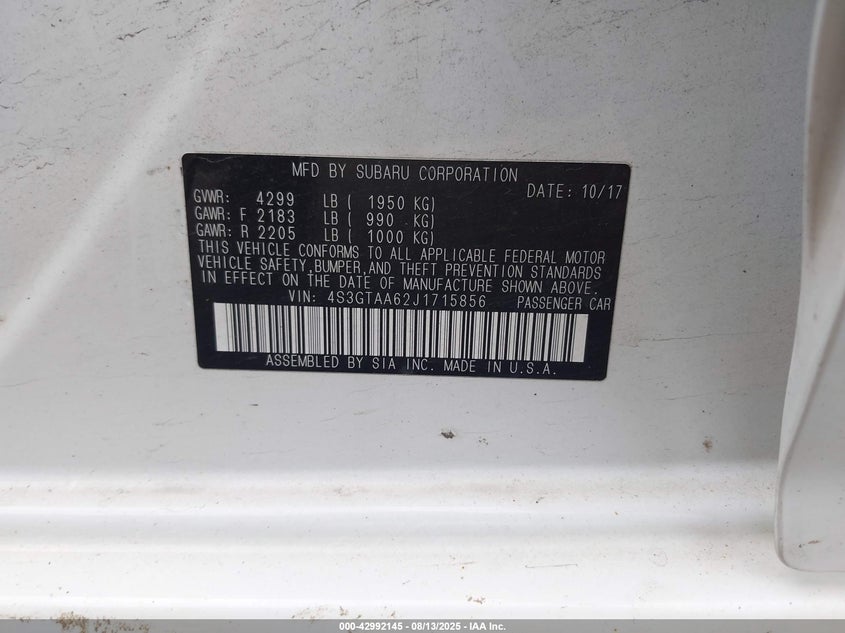 MFD BY SUBARU CORPORATION
DATE: 10/17
GVWR: 4299 LB ( 1950 KG)
GAWR: F 2183 LB ( 990 KG)
GAWR: R 2205 LB ( 1000 KG)
THIS VEHICLE CONFORMS TO ALL APPLICABLE FEDERAL MOTOR
VEHICLE SAFETY,BUMPER,AND THEFT PREVENTION STANDARDS
IN EFFECT ON THE DATE OF MANUFACTURE SHOWN ABOVE.
VIN: 4S3GTAA62J1715856 PASSENGER CAR
ASSEMBLED BY SIA INC. MADE IN U.S.A.
000-42992145 - 08/13/2025 - IAA Inc.